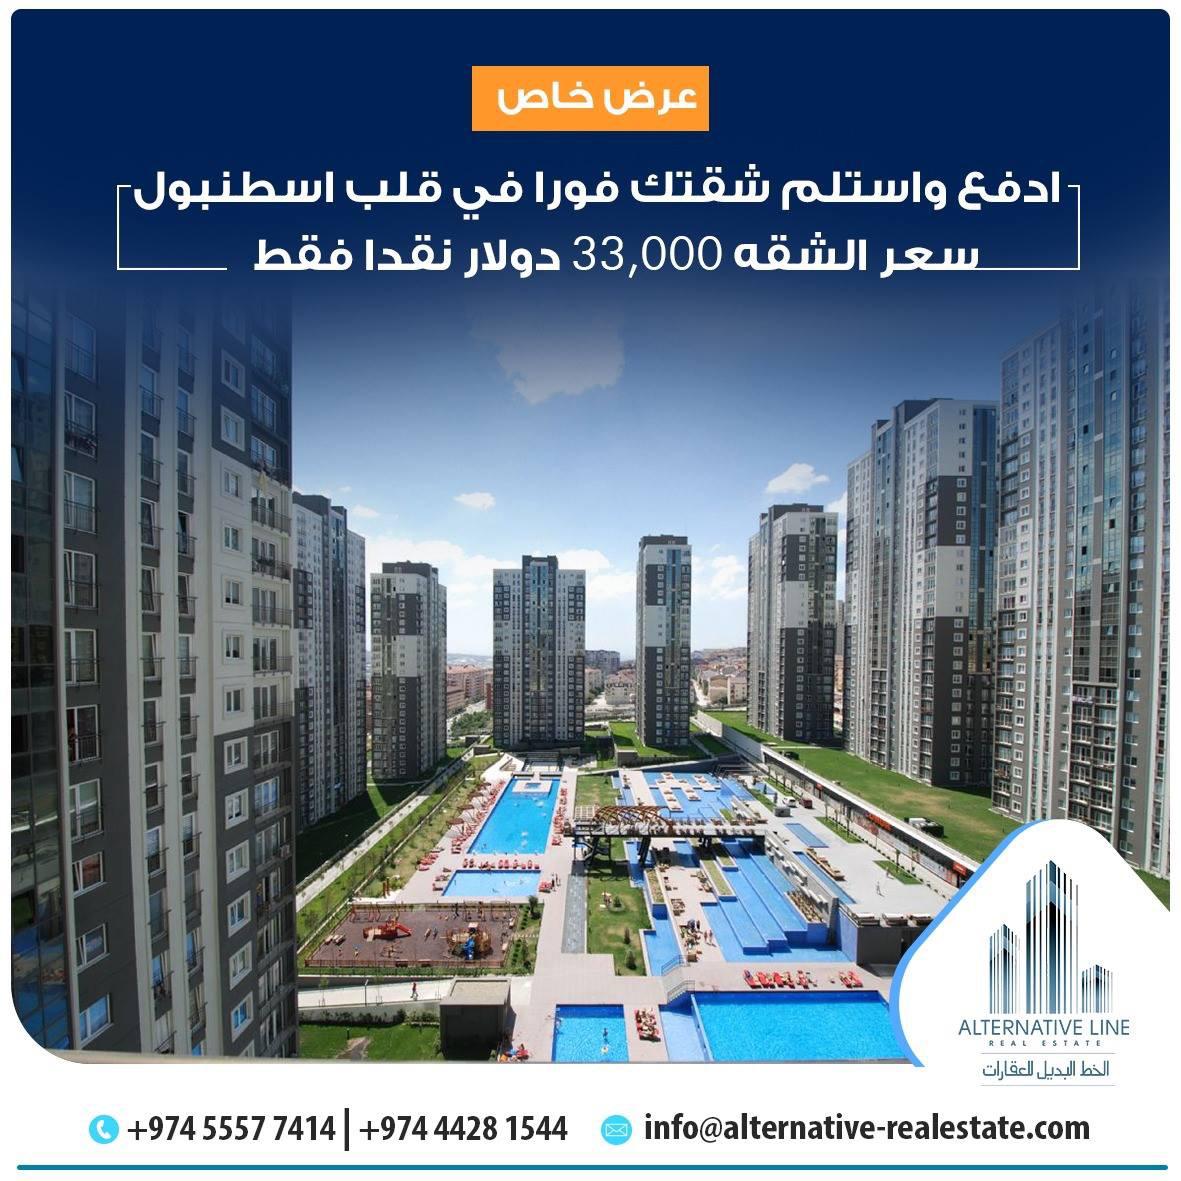 عرض خاص
ادفع واستلم شقتك فورا في قلب اسطنبول
سعر الشقه 33,000 دولار نقدا فقط
ALTERNATIVE LINE
REAL ESTATE
الخط البديل للعقارات
+974 5557 7414 | +974 4428 1544
info@alternative-realestate.com